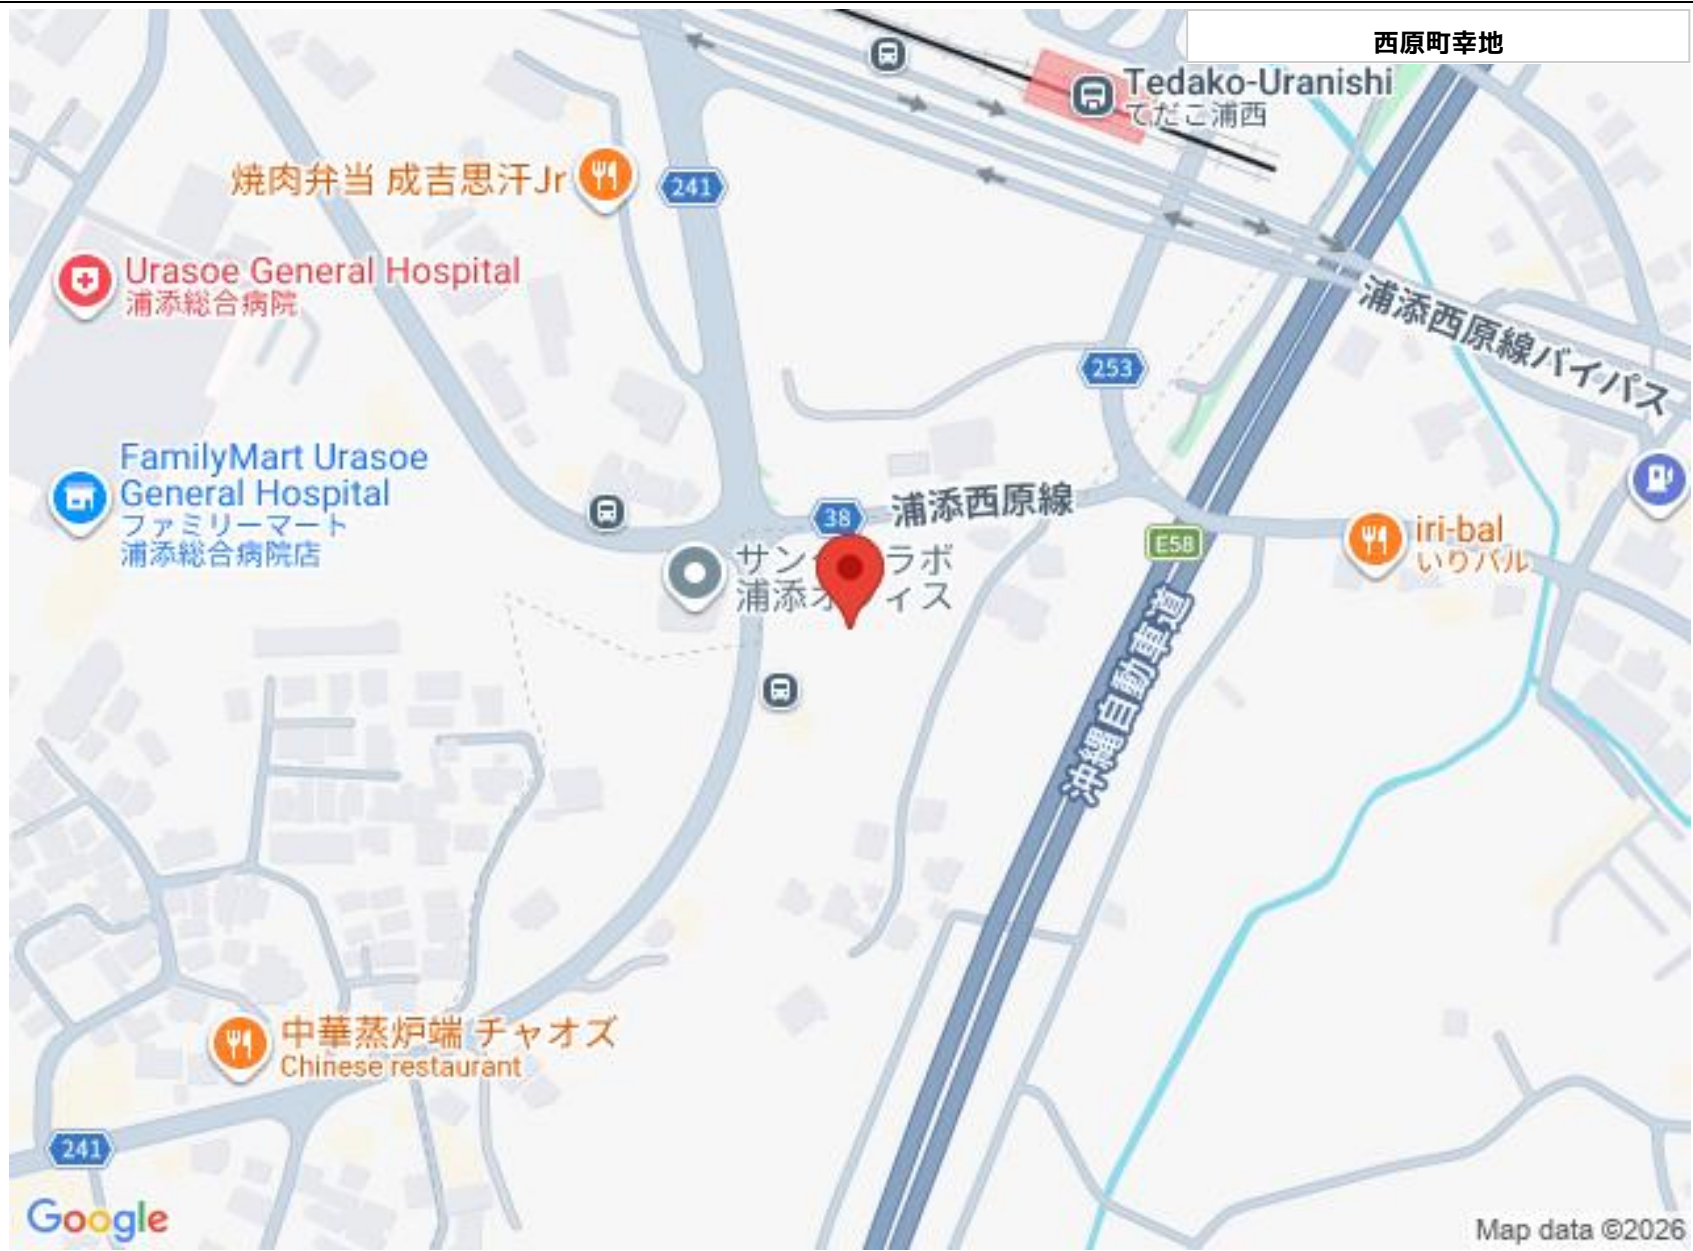 西原町幸地
Tedako-Uranishi
てだこ浦西
焼肉弁当 成吉思汗Jr
241
Urasoe General Hospital
浦添総合病院
浦添西原線バイパス
253
FamilyMart Urasoe
General Hospital
ファミリーマート
浦添総合病院店
38
浦添西原線
E58
iri-bal
いりバル
サン
ラボ
浦添オ
ィス
沖縄自動車道
中華蒸炉端 チャオズ
Chinese restaurant
241
Google
Map data ©2026